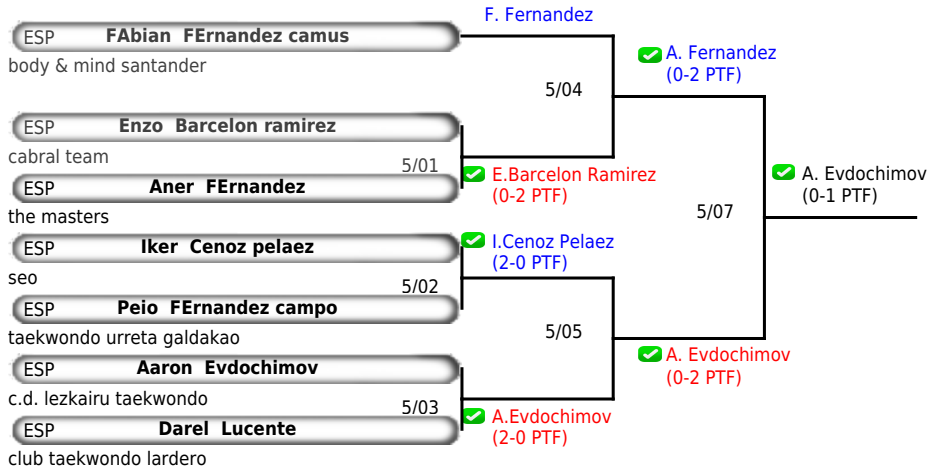 F. Fernandez
ESP FAbian FErnandez camus
body & mind santander
A. Fernandez
(0-2 PTF)
5/04
ESP Enzo Barcelon ramirez
cabral team
5/01
E.Barcelon Ramirez
(0-2 PTF)
ESP Aner FErnandez
the masters
A. Evdochimov
(0-1 PTF)
5/07
ESP Iker Cenoz pelaez
seo
I.Cenoz Pelaez
(2-0 PTF)
5/02
ESP Peio FErnandez campo
taekwondo urreta galdakao
5/05
ESP Aaron Evdochimov
c.d. lezkairu taekwondo
A. Evdochimov
(0-2 PTF)
5/03
A.Evdochimov
(2-0 PTF)
ESP Darel Lucente
club taekwondo lardero